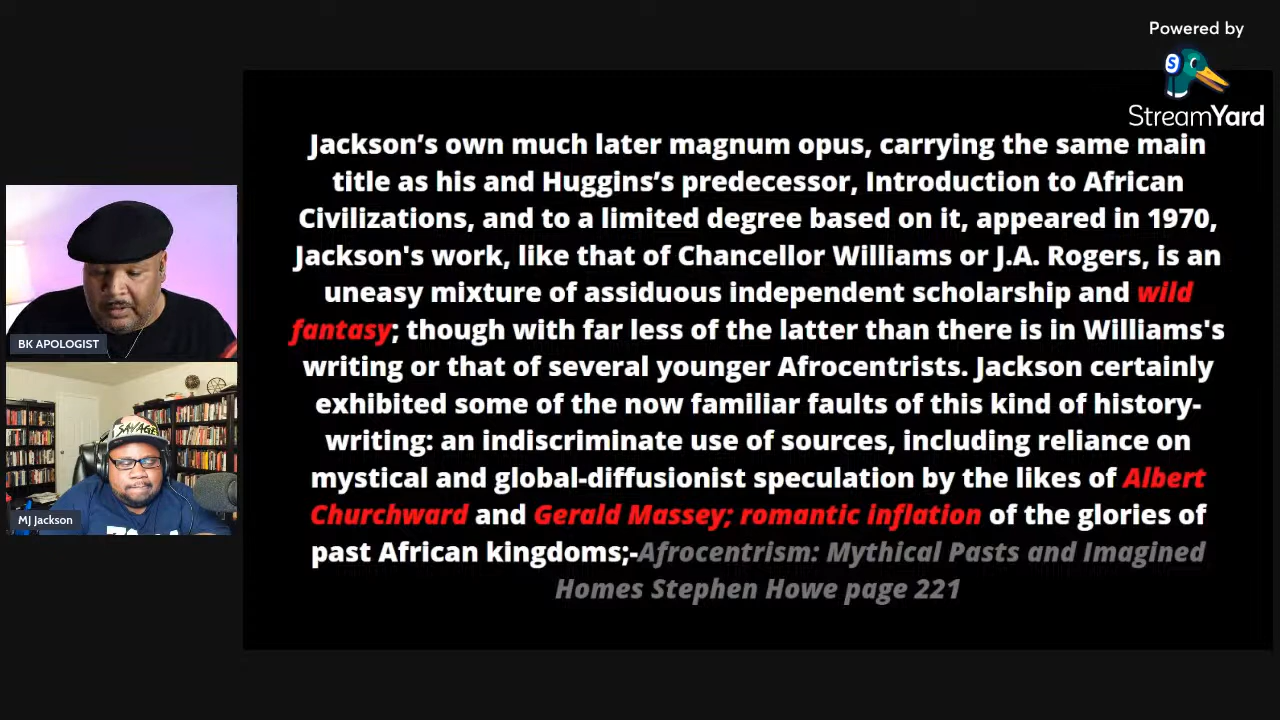 Powered by
StreamYard
Jackson’s own much later magnum opus, carrying the same main
title as his and Huggins’s predecessor, Introduction to African
Civilizations, and to a limited degree based on it, appeared in 1970,
Jackson's work, like that of Chancellor Williams or J.A. Rogers, is an
uneasy mixture of assiduous independent scholarship and wild
fantasy; though with far less of the latter than there is in Williams's
writing or that of several younger Afrocentrists. Jackson certainly
exhibited some of the now familiar faults of this kind of history-
writing: an indiscriminate use of sources, including reliance on
mystical and global-diffusionist speculation by the likes of Albert
Churchward and Gerald Massey; romantic inflation of the glories of
past African kingdoms;-Afrocentrism: Mythical Pasts and Imagined
Homes Stephen Howe page 221
BK APOLOGIST
SAVAGE
MJ Jackson